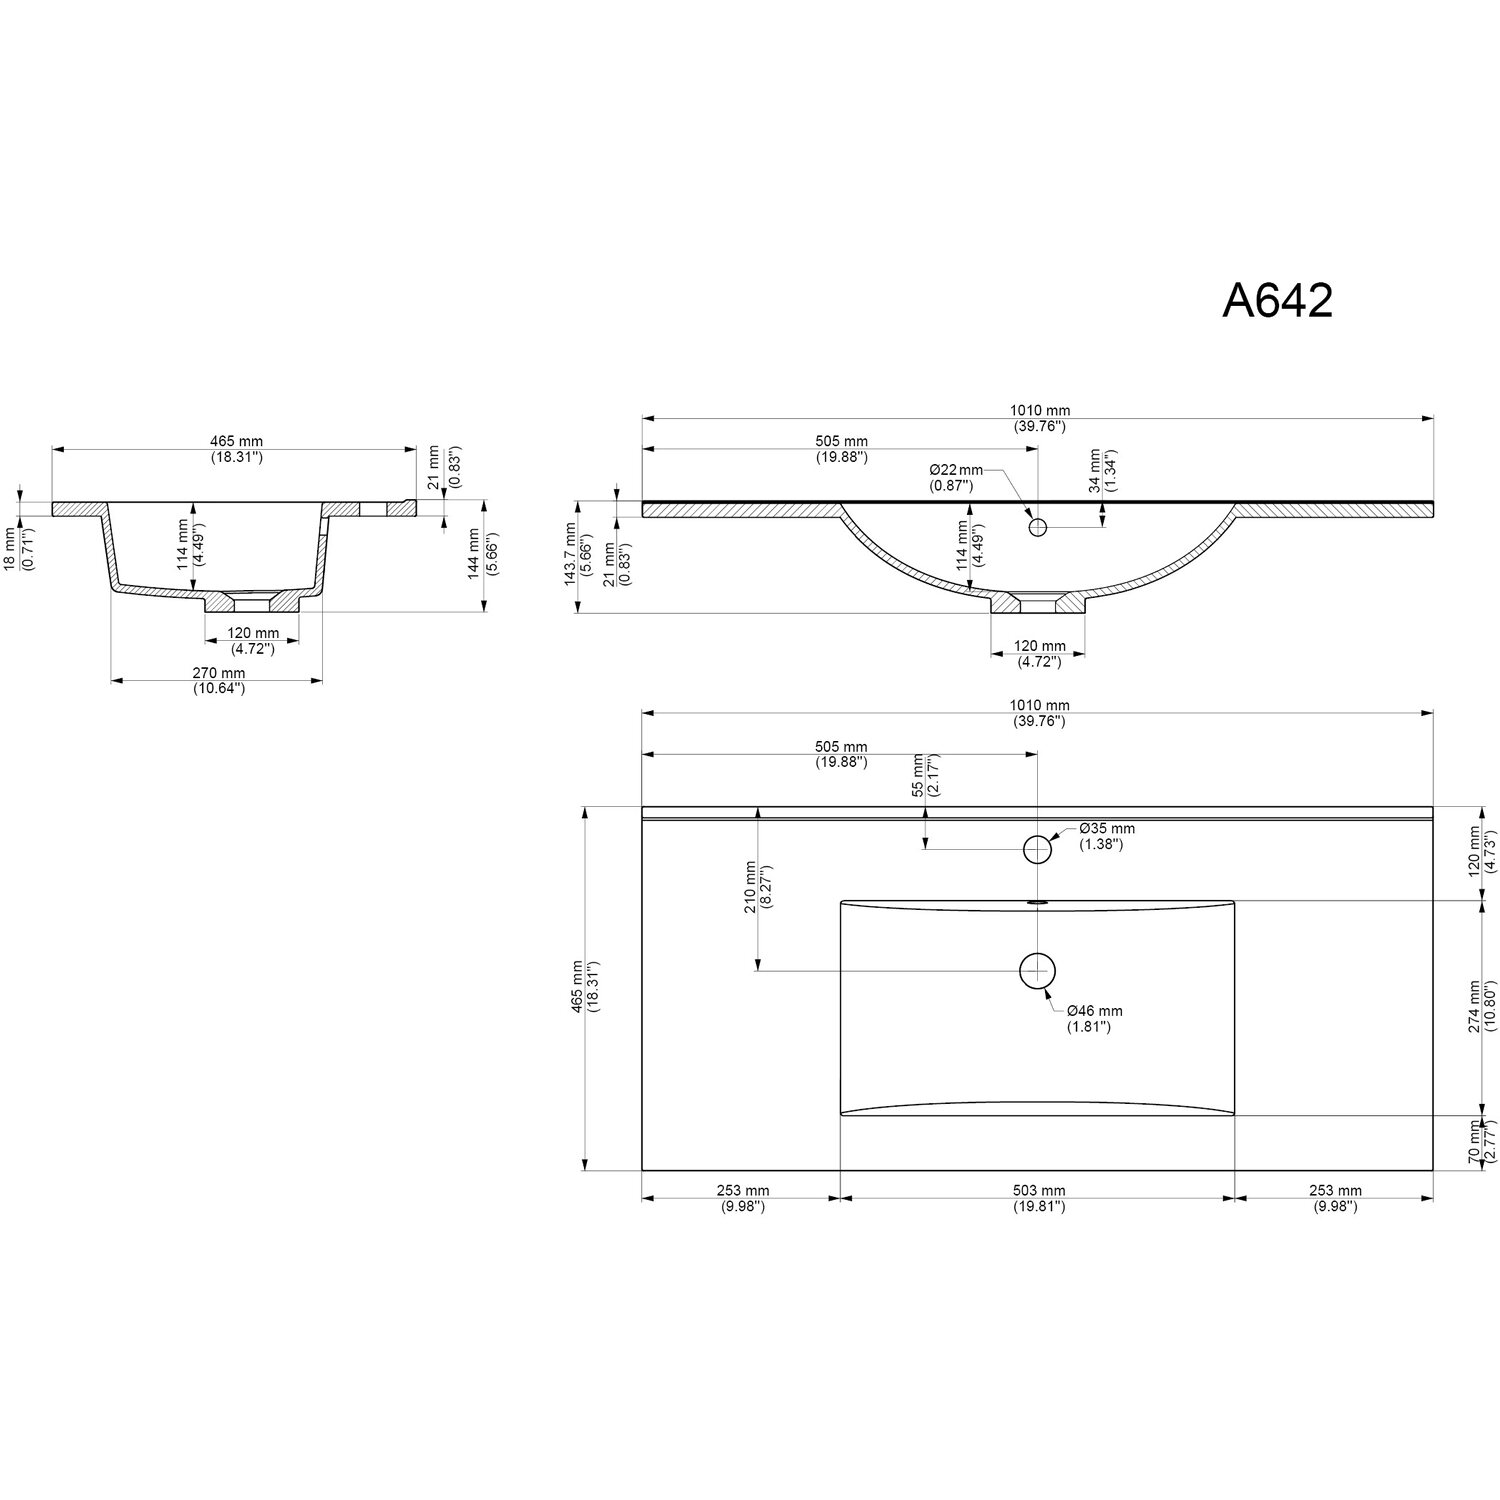 A642
465 mm
(18.31")
21 mm
(0.83")
18 mm
(0.71")
114 mm
(4.49")
144 mm
(5.66")
120 mm
(4.72")
270 mm
(10.64")
1010 mm
(39.76")
505 mm
(19.88")
Ø22 mm
(0.87")
34 mm
(1.34")
143.7 mm
(5.66")
21 mm
(0.83")
114 mm
(4.49")
120 mm
(4.72")
1010 mm
(39.76")
505 mm
(19.88")
55 mm
(2.17")
Ø35 mm
(1.38")
120 mm
(4.73")
210 mm
(8.27")
465 mm
(18.31")
Ø46 mm
(1.81")
274 mm
(10.80")
70 mm
(2.77")
253 mm
(9.98")
503 mm
(19.81")
253 mm
(9.98")